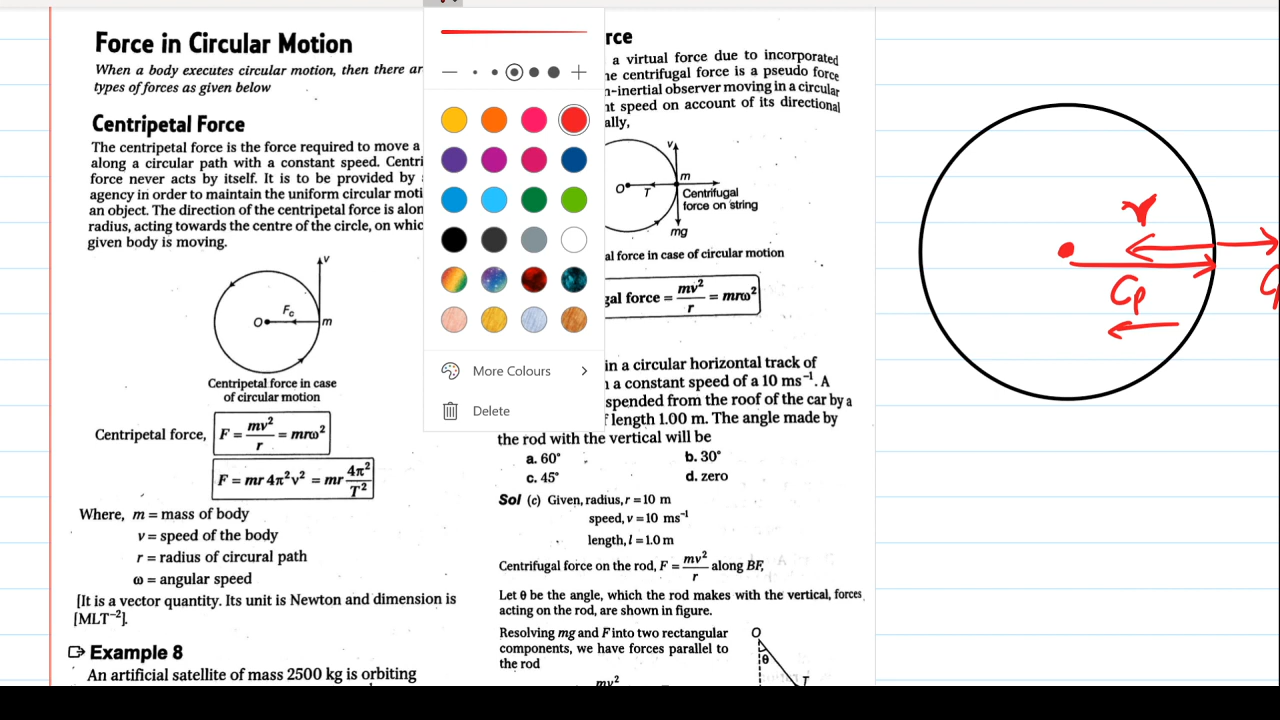 Force in Circular Motion
When a body executes circular motion, then there ar
types of forces as given below
Centripetal Force
The centripetal force is the force required to move a
along a circular path with a constant speed. Centri
force never acts by itself. It is to be provided by
agency in order to maintain the uniform circular moti
an object. The direction of the centripetal force is alon
radius, acting towards the centre of the circle, on whic
given body is moving.
v
F_c
O
m
Centripetal force in case
of circular motion
Centripetal force, F = mv²/r = mrω²
F = mr 4π²ν² = mr 4π²/T²
Where, m = mass of body
v = speed of the body
r = radius of circural path
ω = angular speed
[It is a vector quantity. Its unit is Newton and dimension is
[MLT⁻²].
Example 8
An artificial satellite of mass 2500 kg is orbiting
More Colours
Delete
rce
a virtual force due to incorporated
he centrifugal force is a pseudo force
n-inertial observer moving in a circular
nt speed on account of its directional
ally,
v
m
O
T
Centrifugal
force on string
mg
al force in case of circular motion
gal force = mv²/r = mrω²
in a circular horizontal track of
a constant speed of a 10 ms⁻¹. A
spended from the roof of the car by a
f length 1.00 m. The angle made by
the rod with the vertical will be
a. 60° b. 30°
c. 45° d. zero
Sol (c) Given, radius, r = 10 m
speed, v = 10 ms⁻¹
length, l = 1.0 m
Centrifugal force on the rod, F = mv²/r along BF,
Let θ be the angle, which the rod makes with the vertical, forces
acting on the rod, are shown in figure.
Resolving mg and F into two rectangular
components, we have forces parallel to
the rod
mv²
O
θ
T
r
Cp